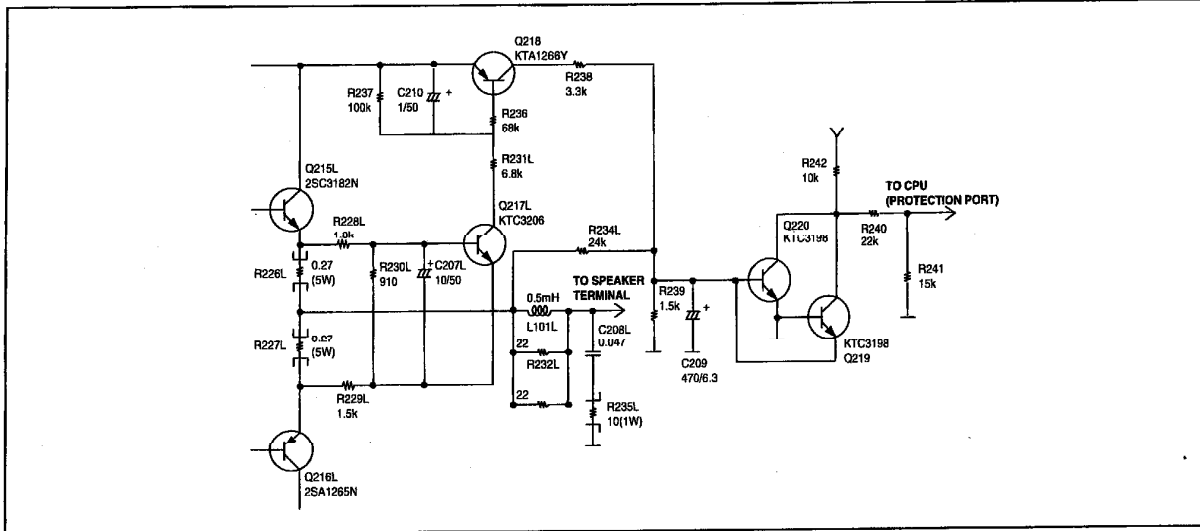 Q218
KTA1266Y
R238
3.3k
R237
100k
C210
1/50
+
R236
68k
R231L
6.8k
Q215L
2SC3182N
Q217L
KTC3206
R228L
R242
10k
TO CPU
(PROTECTION PORT)
R240
22k
Q220
KTC3198
R234L
24k
R226L
0.27
(5W)
R230L
910
+
C207L
10/50
R241
15k
TO SPEAKER
TERMINAL
0.5mH
L101L
R239
1.5k
+
C208L
0.047
R227L
(5W)
22
R232L
KTC3198
Q219
C209
470/6.3
R229L
1.5k
22
R235L
10(1W)
Q216L
2SA1265N